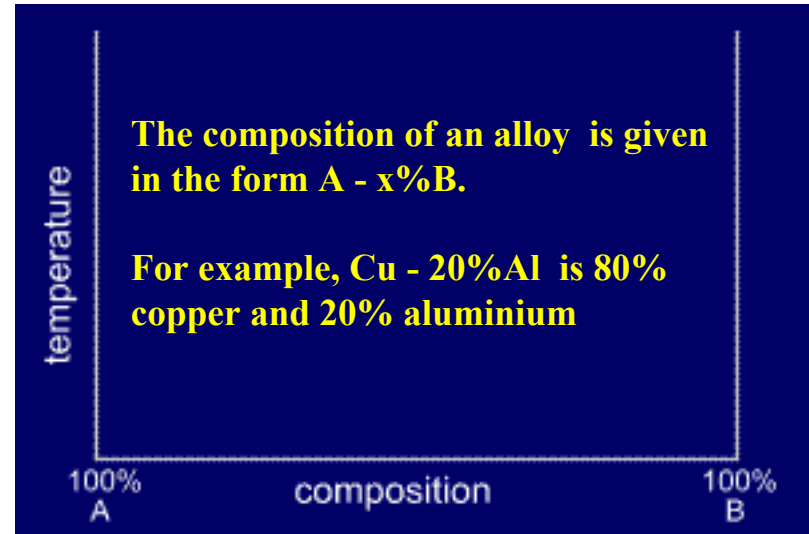 The composition of an alloy is given
in the form A - x%B.
For example, Cu - 20%Al is 80%
copper and 20% aluminium
temperature
100%
A
composition
100%
B